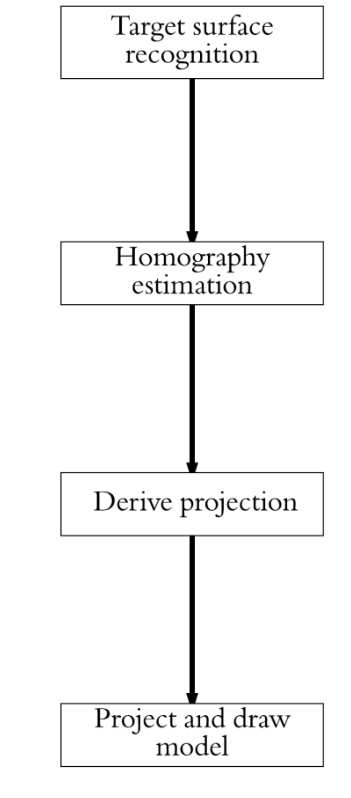 Target surface
recognition
Homography
estimation
Derive projection
Project and draw
model